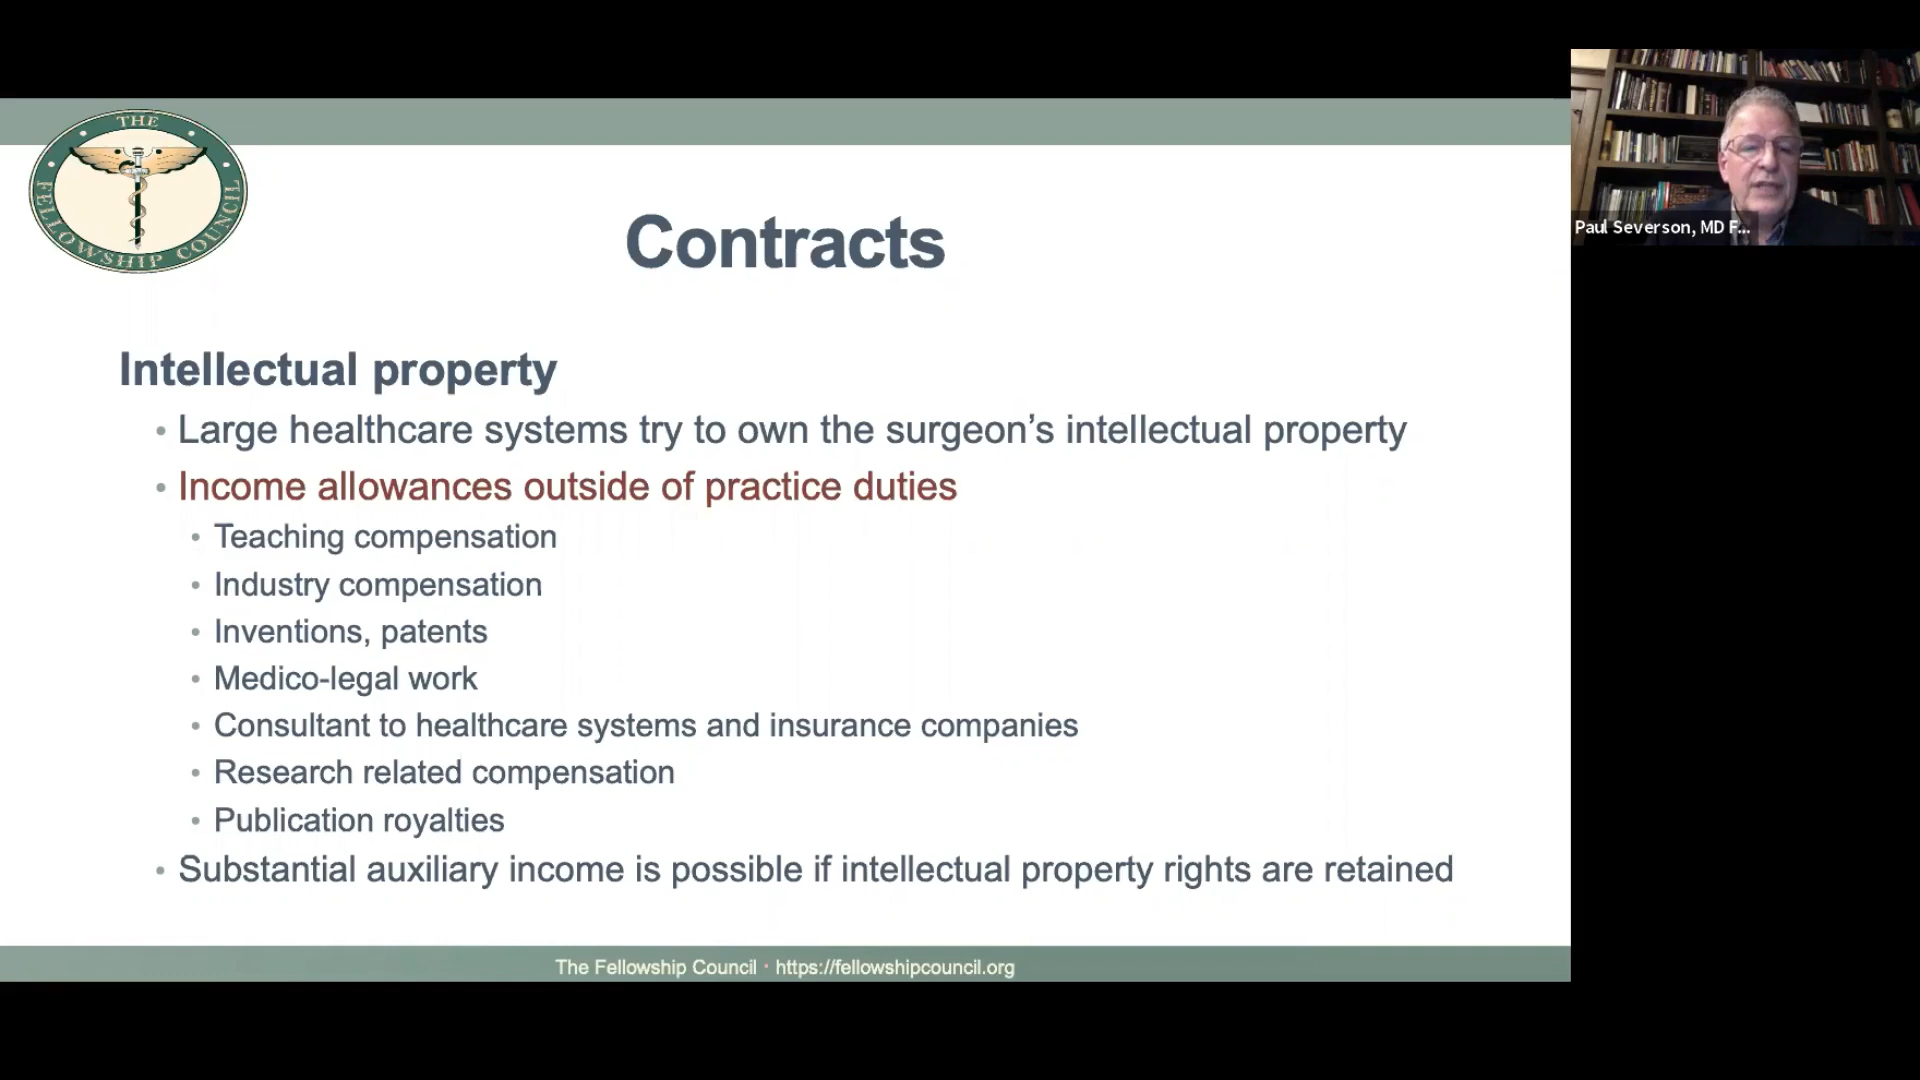 THE
FELLOWSHIP COUNCIL
Contracts
Intellectual property
• Large healthcare systems try to own the surgeon’s intellectual property
• Income allowances outside of practice duties
• Teaching compensation
• Industry compensation
• Inventions, patents
• Medico-legal work
• Consultant to healthcare systems and insurance companies
• Research related compensation
• Publication royalties
• Substantial auxiliary income is possible if intellectual property rights are retained
The Fellowship Council · https://fellowshipcouncil.org
Paul Severson, MD F...